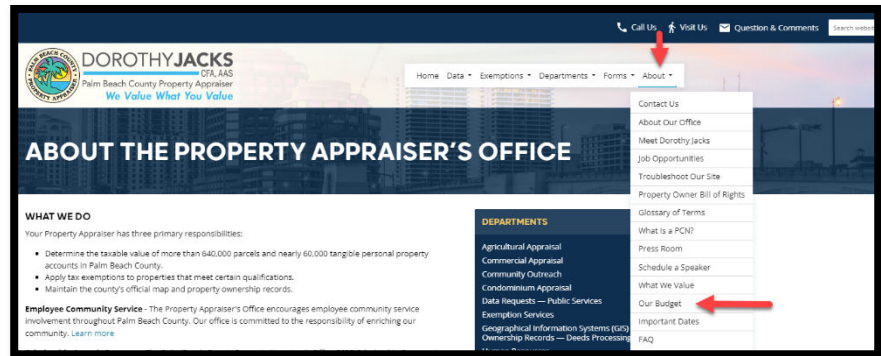 Call Us Visit Us Question & Comments Search website
PALM BEACH COUNTY
PROPERTY APPRAISER
DOROTHYJACKS
CFA, AAS
Palm Beach County Property Appraiser
We Value What You Value
Home Data Exemptions Departments Forms About
Contact Us
About Our Office
Meet Dorothy Jacks
Job Opportunities
Troubleshoot Our Site
Property Owner Bill of Rights
Glossary of Terms
What Is a PCN?
Press Room
Schedule a Speaker
What We Value
Our Budget
Important Dates
FAQ
ABOUT THE PROPERTY APPRAISER'S OFFICE
WHAT WE DO
Your Property Appraiser has three primary responsibilities:
• Determine the taxable value of more than 640,000 parcels and nearly 60,000 tangible personal property
accounts in Palm Beach County.
• Apply tax exemptions to properties that meet certain qualifications.
• Maintain the county's official map and property ownership records.
Employee Community Service - The Property Appraiser's Office encourages employee community service
involvement throughout Palm Beach County. Our office is committed to the responsibility of enriching our
community. Learn more
DEPARTMENTS
Agricultural Appraisal
Commercial Appraisal
Community Outreach
Condominium Appraisal
Data Requests — Public Services
Exemption Services
Geographical Information Systems (GIS)
Ownership Records — Deeds Processing